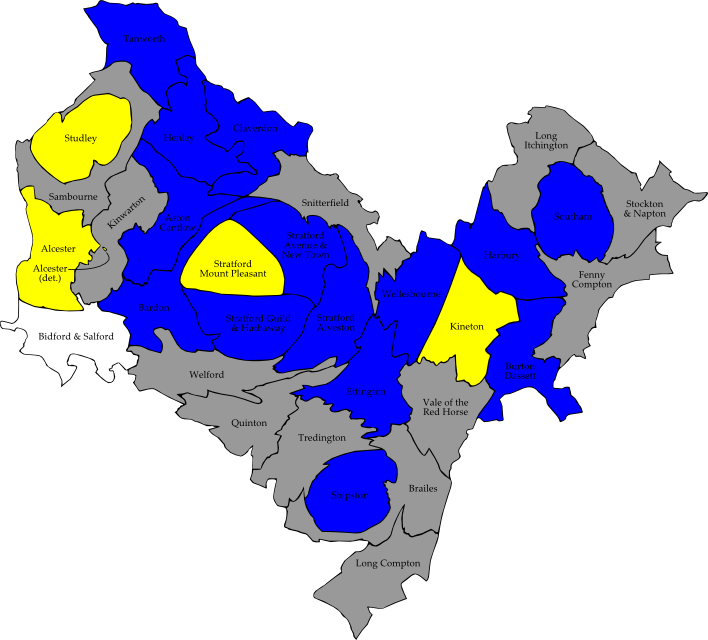 Tanworth
Studley
Henley
Claverdon
Long
Itchington
Sambourne
Kinwarton
Aston
Cantlow
Snitterfield
Stockton
& Napton
Southam
Alcester
Alcester
(det.)
Stratford
Mount Pleasant
Stratford
Avenue &
New Town
Harbury
Fenny
Compton
Bardon
Stratford Guild
& Hathaway
Stratford
Alveston
Wellesbourne
Kineton
Bidford & Salford
Welford
Ettington
Burton
Dassett
Vale of the
Red Horse
Quinton
Tredington
Shipston
Brailes
Long Compton